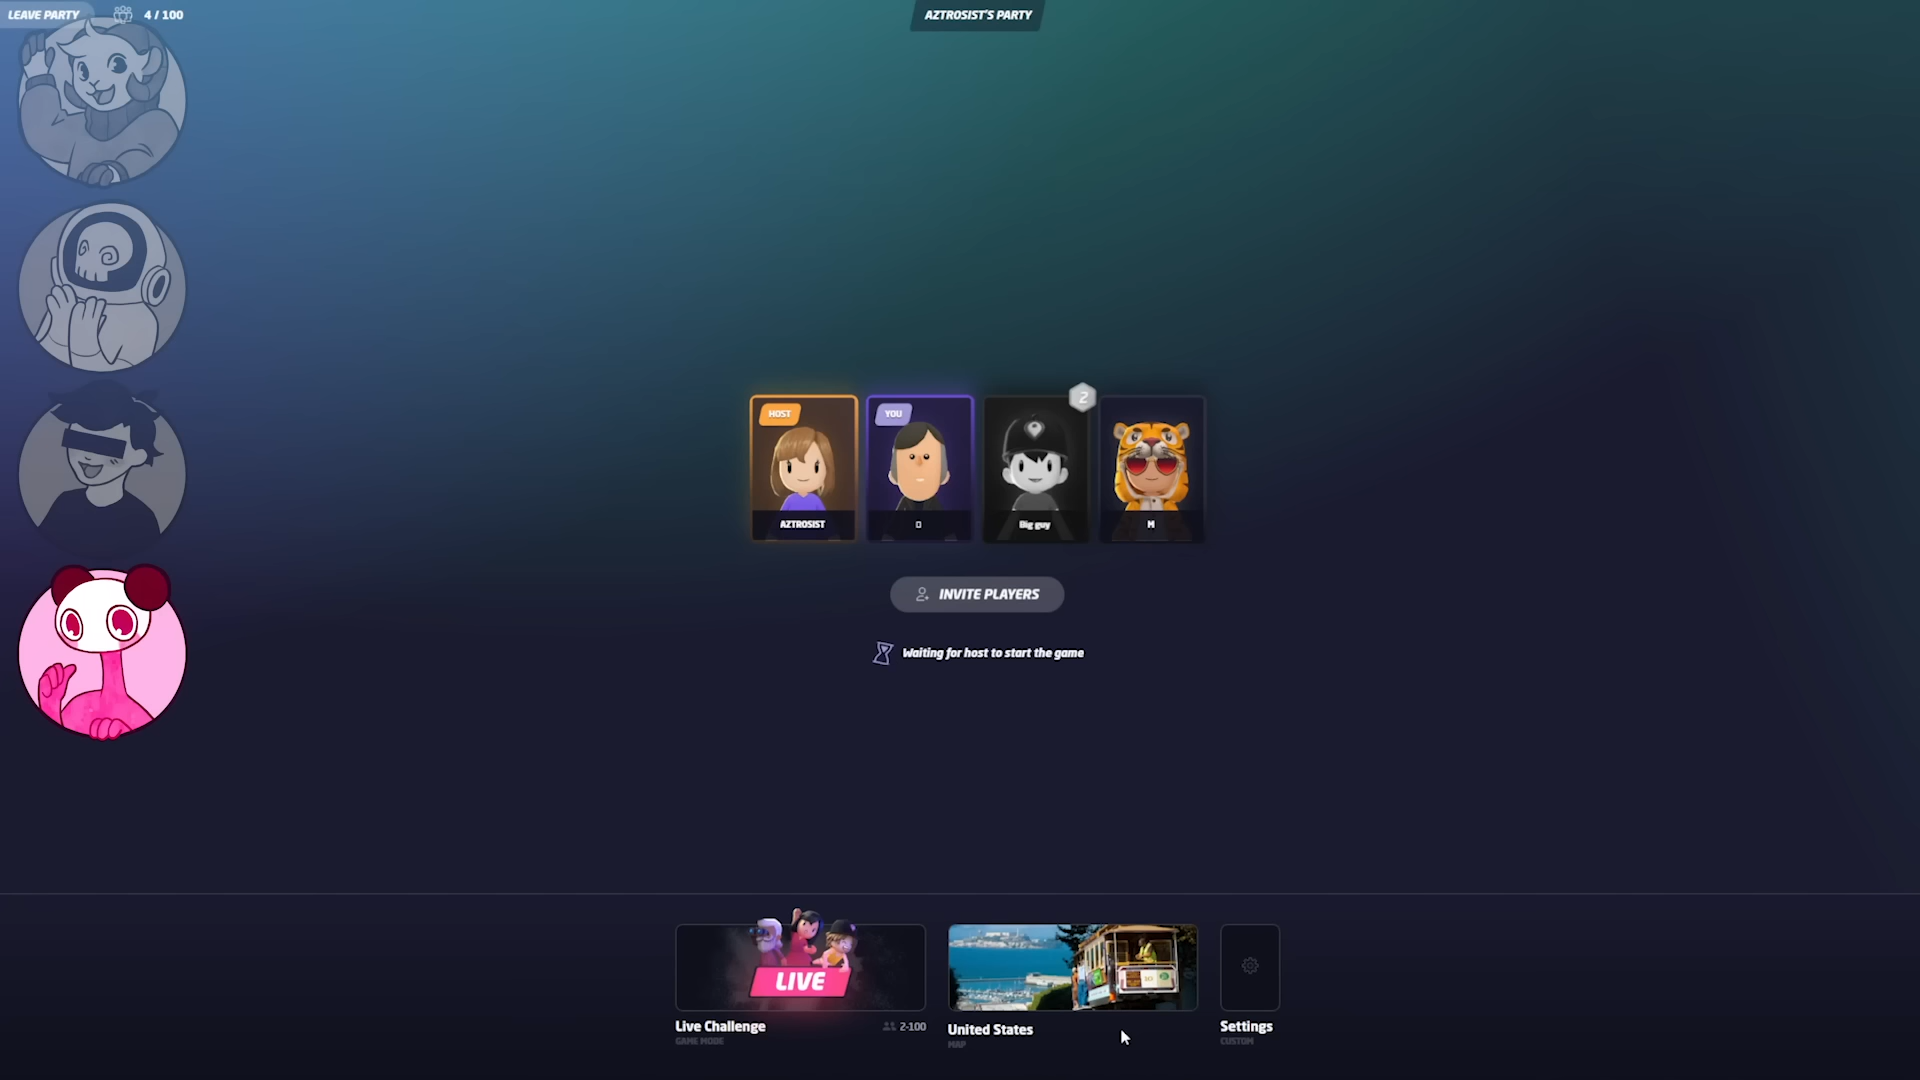 LEAVE PARTY
4 / 100
AZTROSIST'S PARTY
HOST
YOU
2
AZTROSIST
Big guy
M
INVITE PLAYERS
Waiting for host to start the game
LIVE
Live Challenge
2-100
GAME MODE
United States
MAP
Settings
CUSTOM